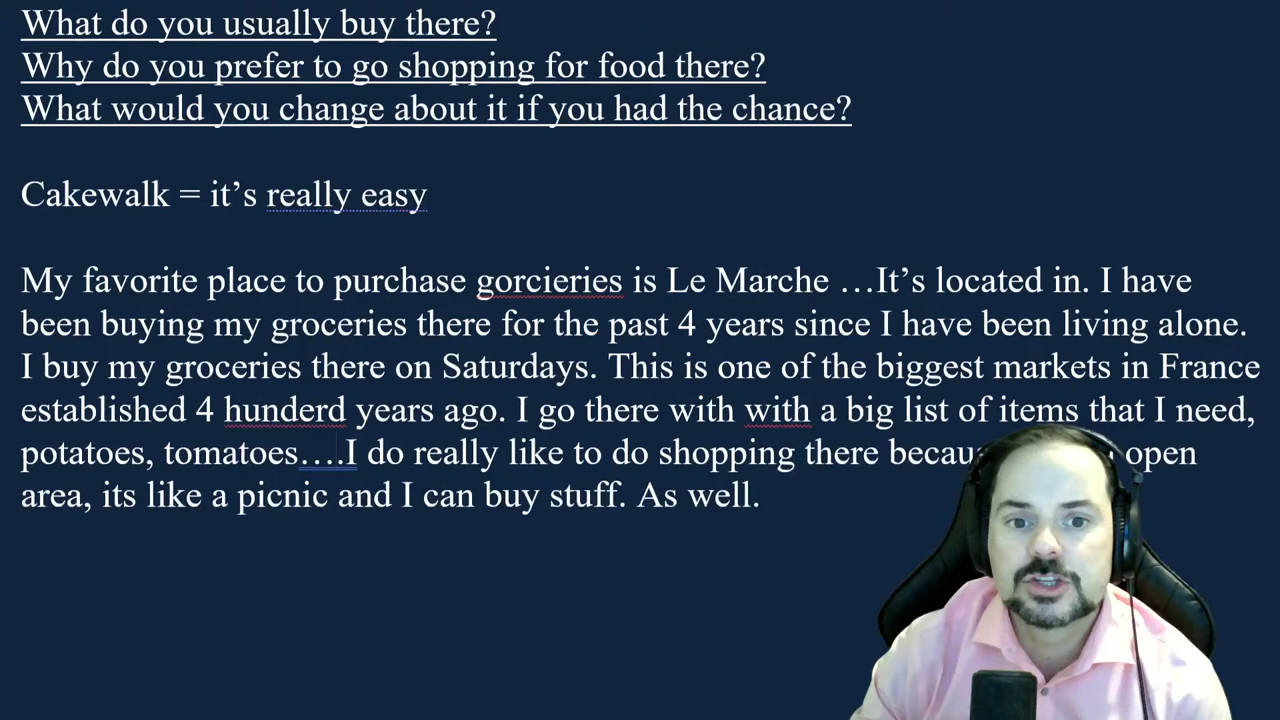 What do you usually buy there?
Why do you prefer to go shopping for food there?
What would you change about it if you had the chance?
Cakewalk = it’s really easy
My favorite place to purchase gorcieries is Le Marche …It’s located in. I have
been buying my groceries there for the past 4 years since I have been living alone.
I buy my groceries there on Saturdays. This is one of the biggest markets in France
established 4 hunderd years ago. I go there with with a big list of items that I need,
potatoes, tomatoes….I do really like to do shopping there open
area, its like a picnic and I can buy stuff. As well.